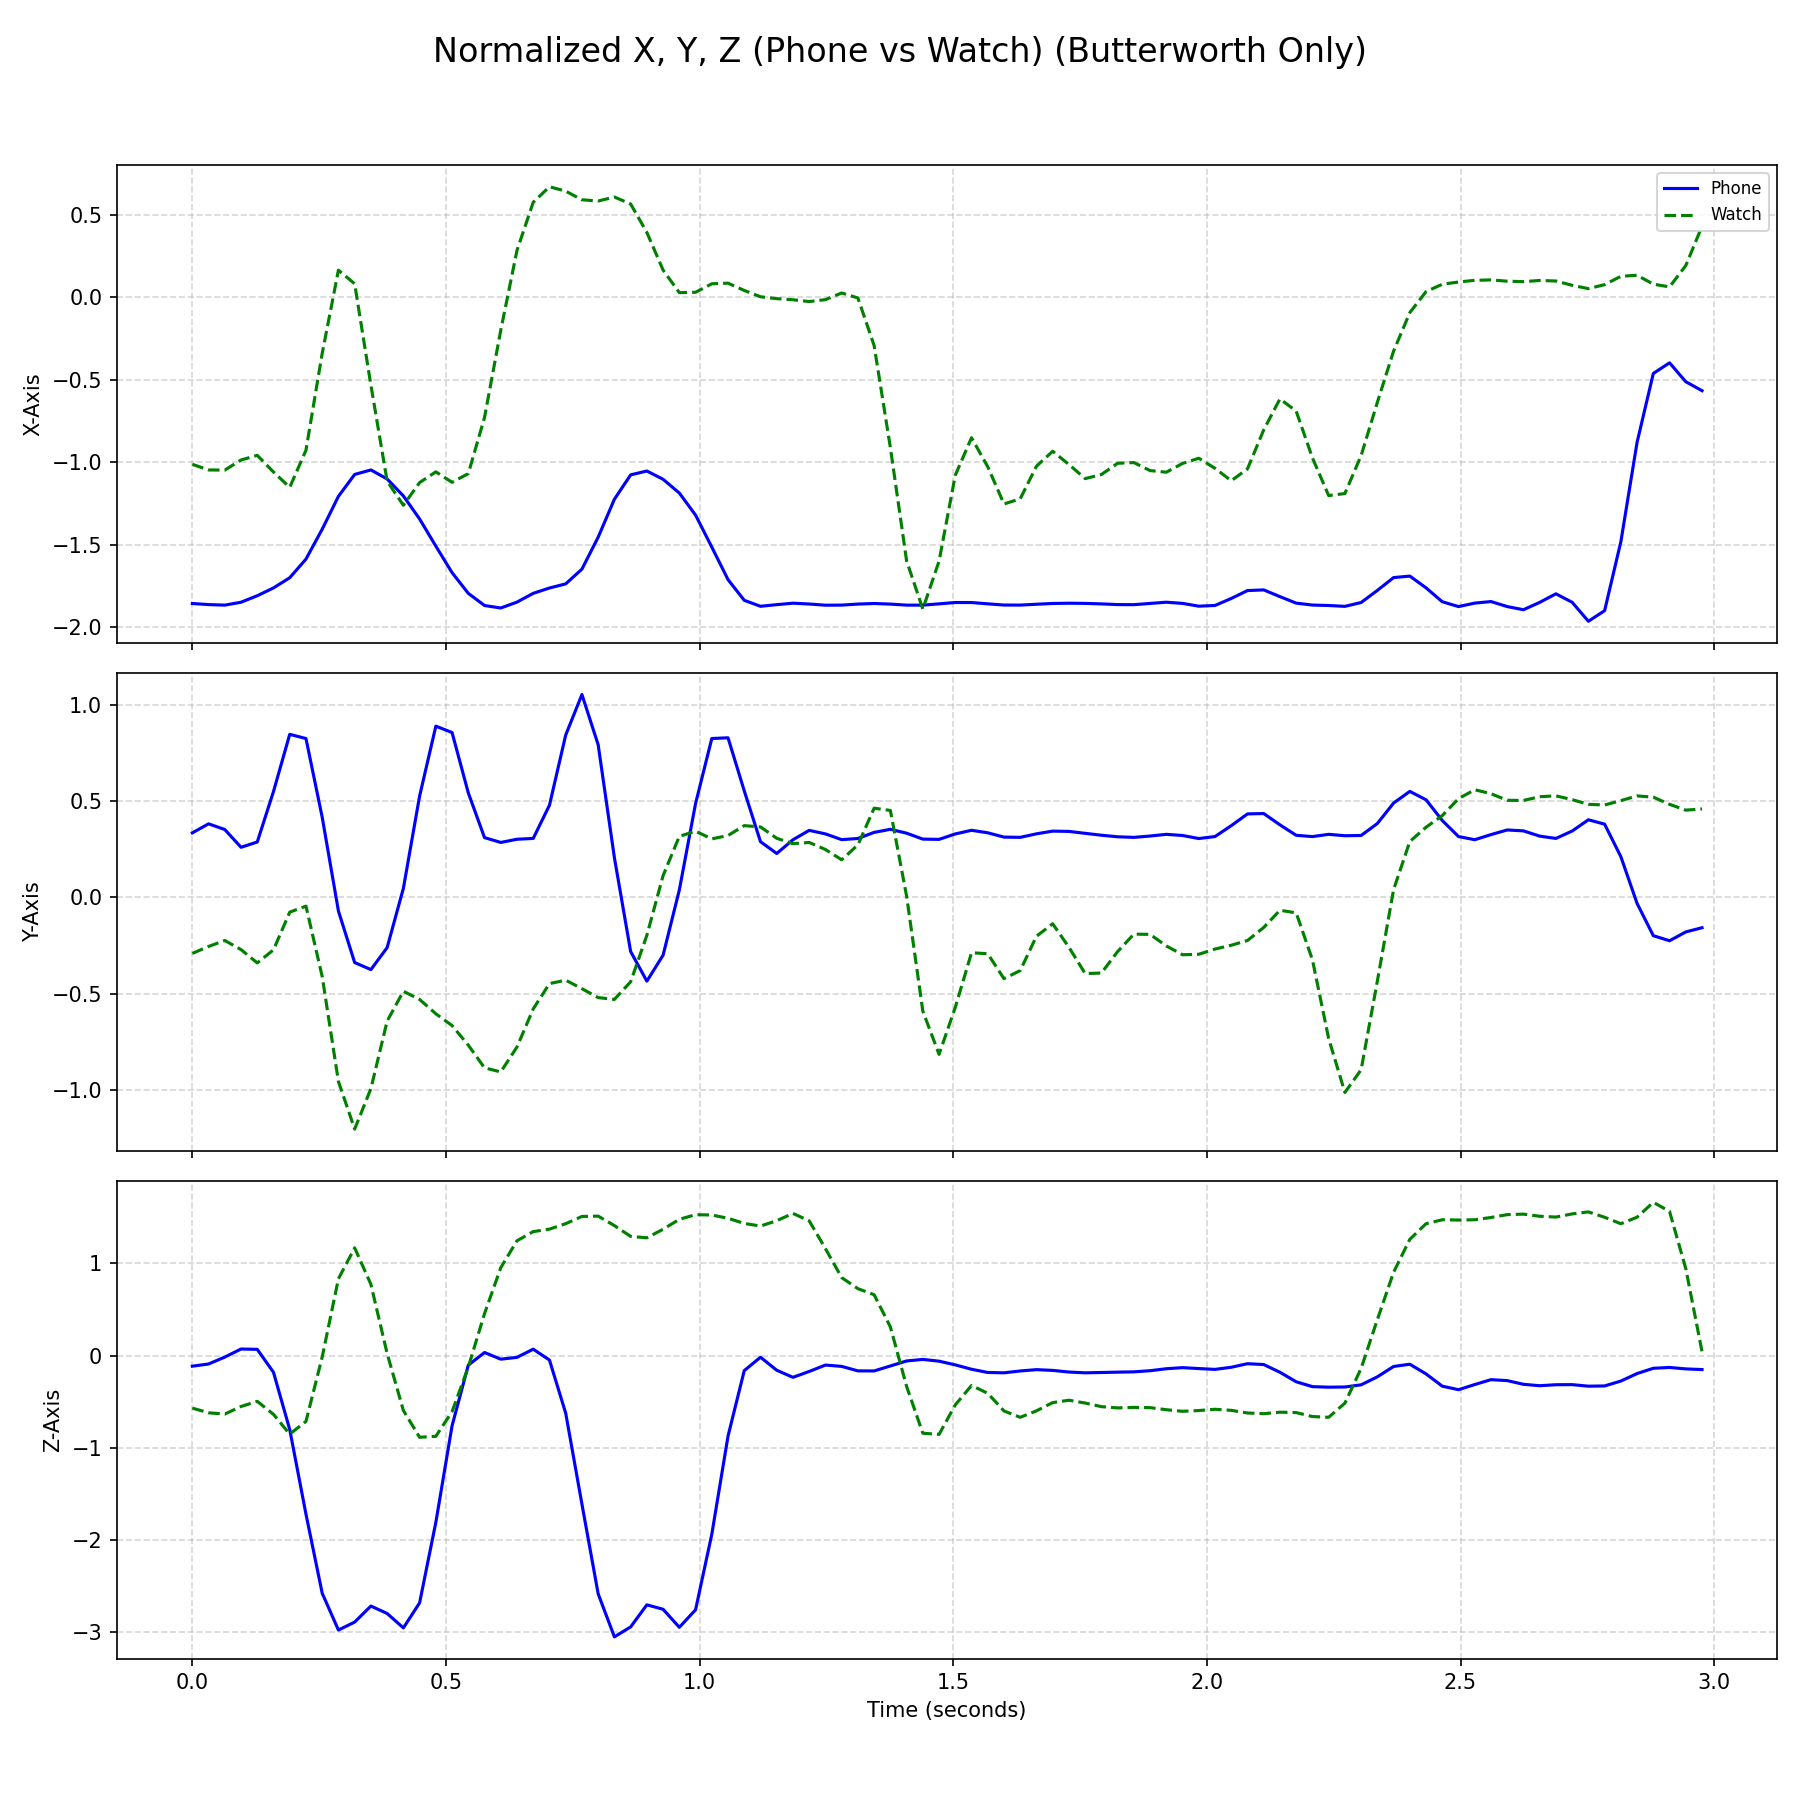 Normalized X, Y, Z (Phone vs Watch) (Butterworth Only)
Phone
Watch
0.5
0.0
−0.5
−1.0
−1.5
−2.0
X-Axis
1.0
0.5
0.0
−0.5
−1.0
Y-Axis
1
0
−1
−2
−3
Z-Axis
0.0 0.5 1.0 1.5 2.0 2.5 3.0
Time (seconds)